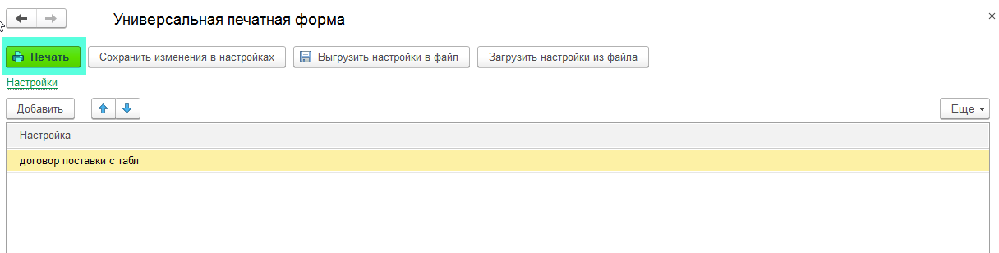 Универсальная печатная форма
Печать Сохранить изменения в настройках Выгрузить настройки в файл Загрузить настройки из файла
Настройки
Добавить Еще
Настройка
договор поставки с табл